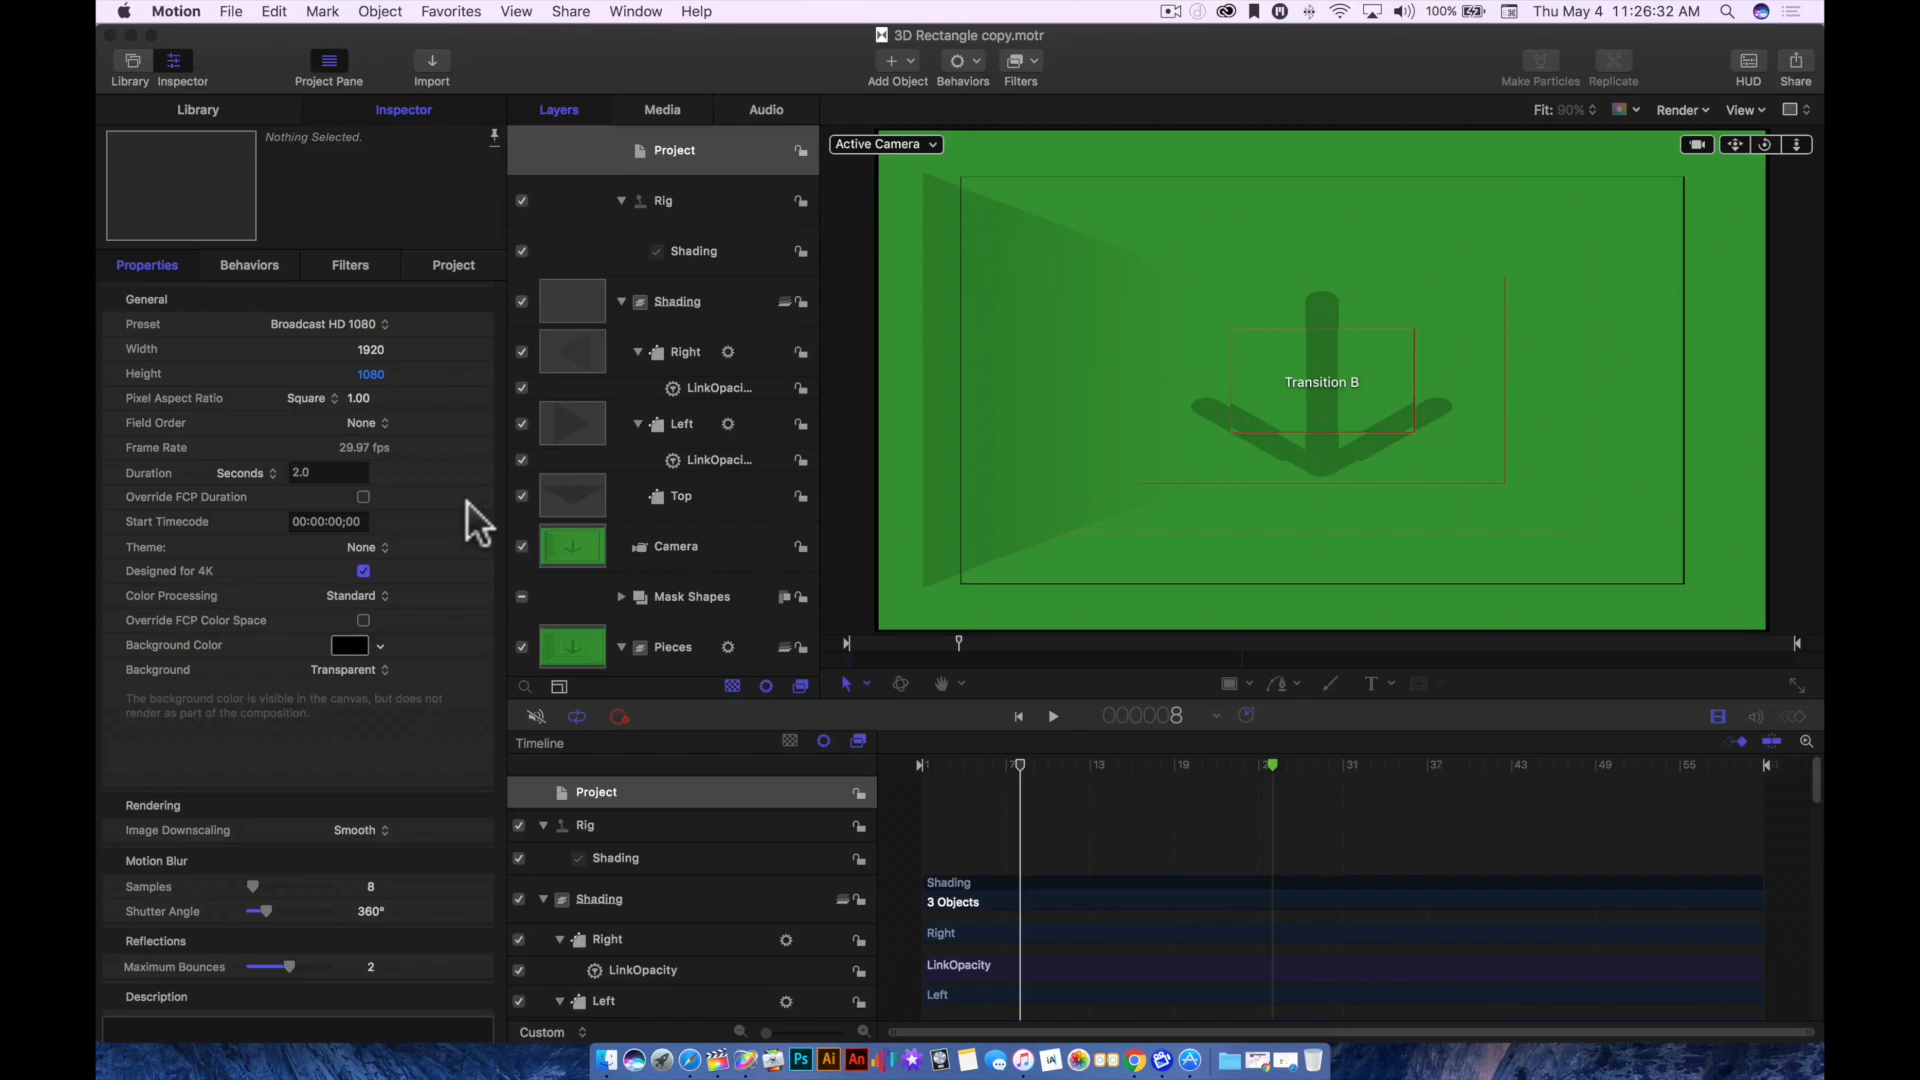 Motion File Edit Mark Object Favorites View Share Window Help
100% Thu May 4 11:26:32 AM
3D Rectangle copy.motr
Library Inspector Project Pane Import Add Object Behaviors Filters Make Particles Replicate HUD Share
Library Inspector Layers Media Audio Fit: 90% Render View
Nothing Selected.
Properties Behaviors Filters Project
General
Preset Broadcast HD 1080
Width 1920
Height 1080
Pixel Aspect Ratio Square 1.00
Field Order None
Frame Rate 29.97 fps
Duration Seconds 2.0
Override FCP Duration
Start Timecode 00:00:00;00
Theme: None
Designed for 4K
Color Processing Standard
Override FCP Color Space
Background Color
Background Transparent
The background color is visible in the canvas, but does not
render as part of the composition.
Rendering
Image Downscaling Smooth
Motion Blur
Samples 8
Shutter Angle 360°
Reflections
Maximum Bounces 2
Description
Project
Rig
Shading
Shading
Right
LinkOpaci...
Left
LinkOpaci...
Top
Camera
Mask Shapes
Pieces
Active Camera
Transition B
T
000008
Timeline
1 7 13 19 31 37 43 49 55
Project
Rig
Shading
Shading
Right
LinkOpacity
Left
Custom
Shading
3 Objects
Right
LinkOpacity
Left
Ps Ai An iA